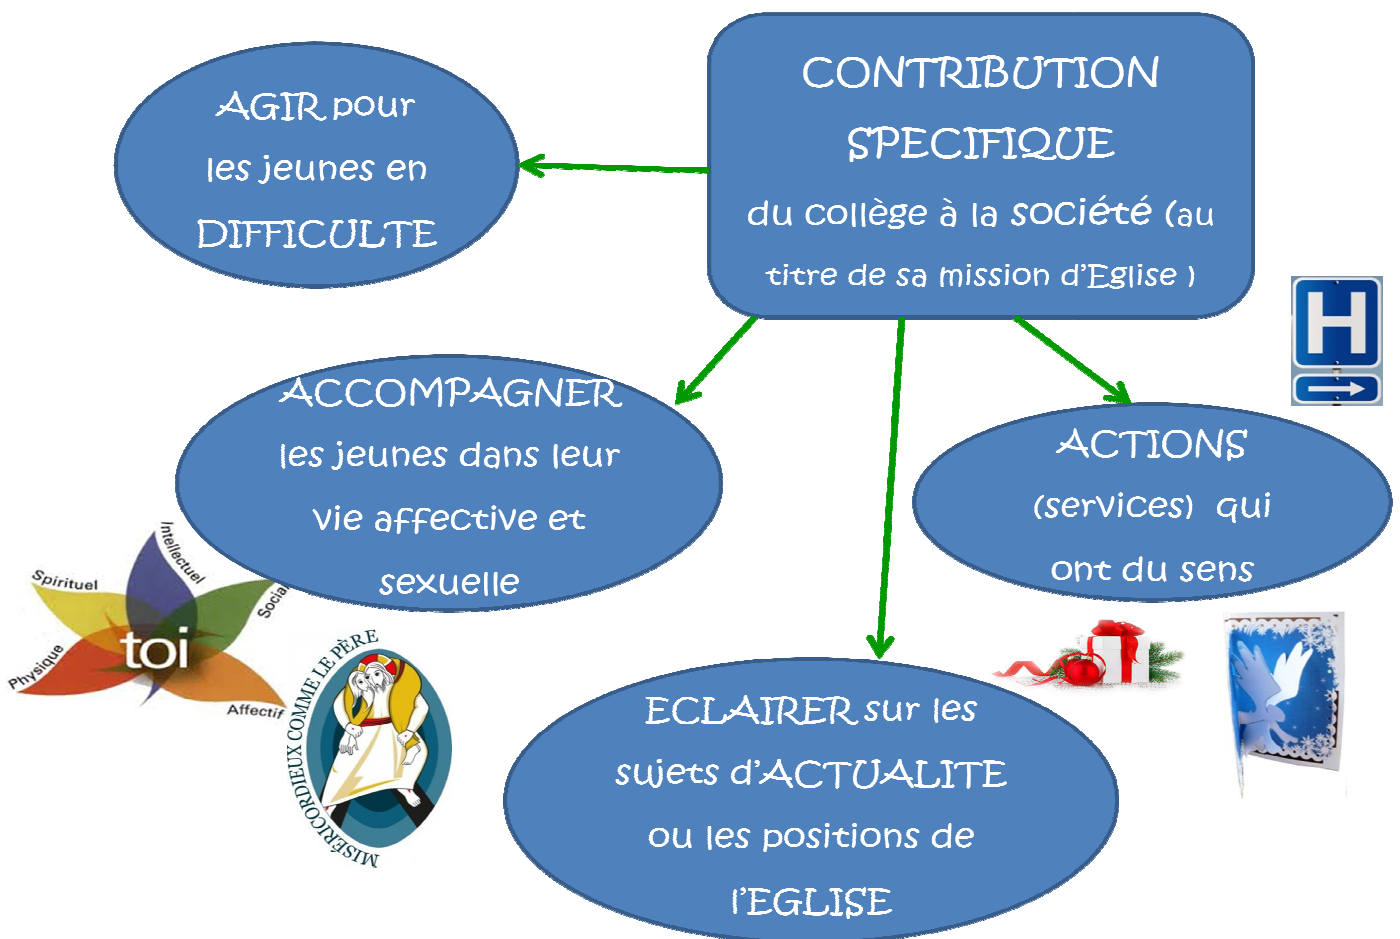 CONTRIBUTION
SPECIFIQUE
du collège à la société (au
titre de sa mission d'Eglise )
AGIR pour
les jeunes en
DIFFICULTE
H
ACCOMPAGNER
les jeunes dans leur
vie affective et
sexuelle
ACTIONS
(services) qui
ont du sens
Spirituel
Intellectuel
Social
toi
Physique
Affectif
MISÉRICORDIEUX COMME LE PÈRE
ECLAIRER sur les
sujets d'ACTUALITE
ou les positions de
l'EGLISE